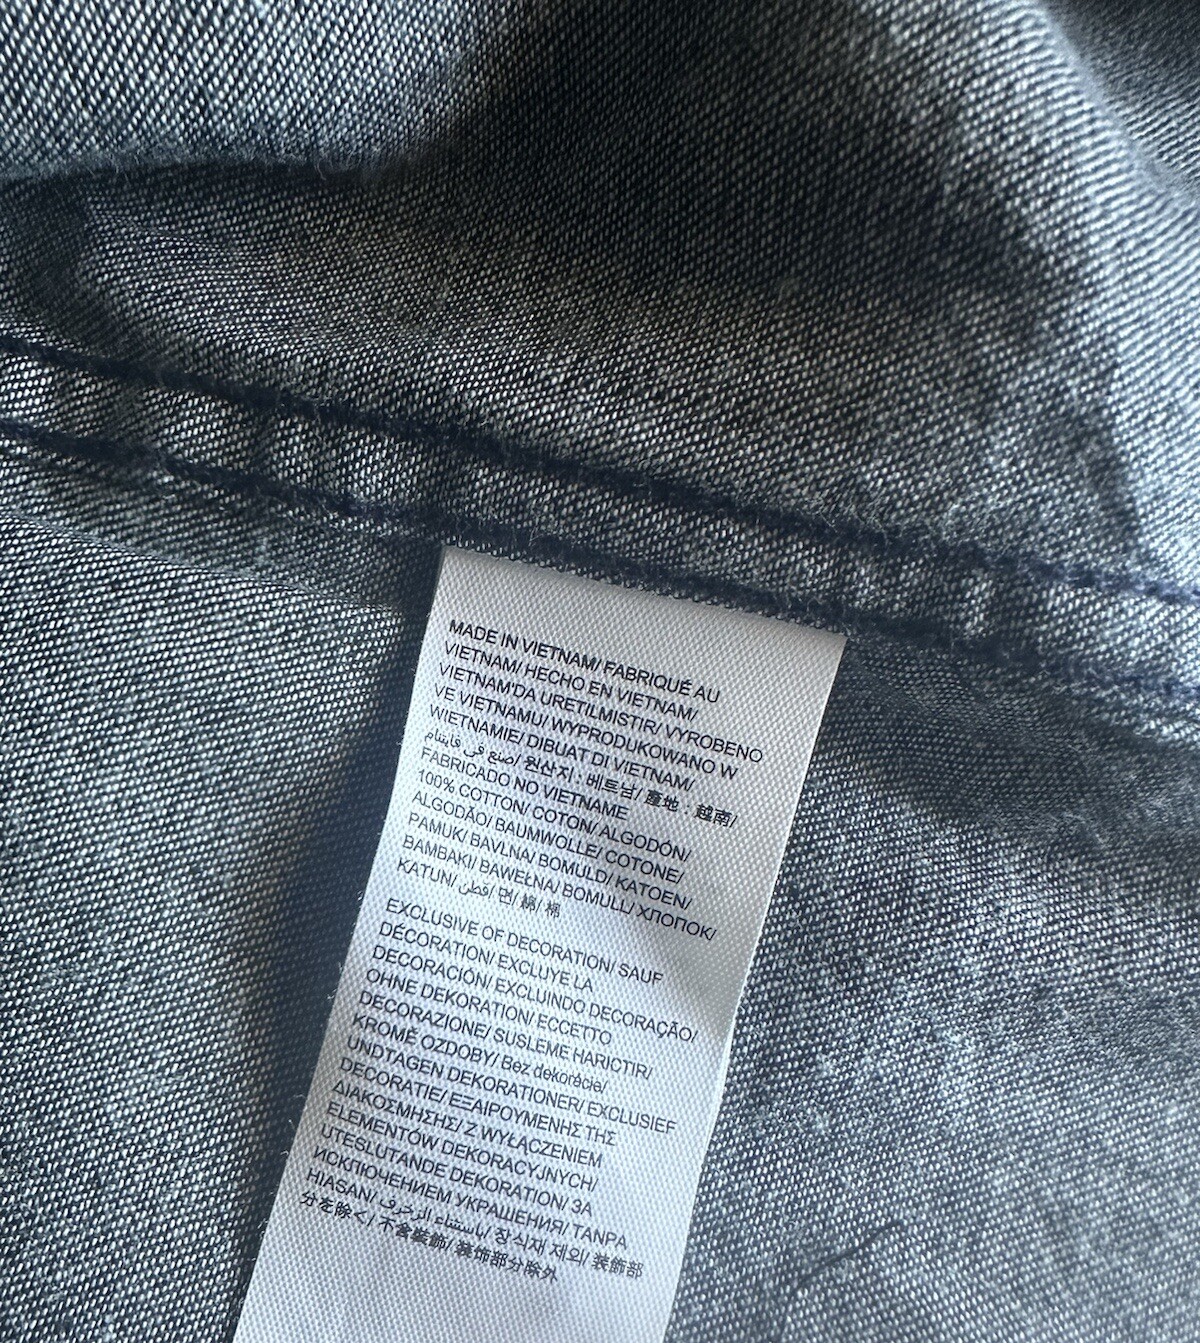 MADE IN VIETNAM/ FABRIQUÉ AU
VIETNAM/ HECHO EN VIETNAM/
VIETNAM'DA URETILMISTIR/ VYROBENO
VE VIETNAMU/ WYPRODUKOWANO W
WIETNAMIE/ DIBUAT DI VIETNAM/
صنع في فايتنام/ 원산지 : 베트남/ 產地 : 越南/
FABRICADO NO VIETNAME
100% COTTON/ COTON/ ALGODÓN/
ALGODÃO/ BAUMWOLLE/ COTONE/
PAMUK/ BAVLNA/ BOMULD/ KATOEN/
BAMBAKI/ BAWEŁNA/ BOMULL/ ХЛОПОК/
KATUN/ قطن/ 면/ 綿/ 棉
EXCLUSIVE OF DECORATION/ SAUF
DÉCORATION/ EXCLUYE LA
DECORACIÓN/ EXCLUINDO DECORAÇÃO/
OHNE DEKORATION/ ECCETTO
DECORAZIONE/ SUSLEME HARICTIR/
KROMĚ OZDOBY/ Bez dekorácie/
UNDTAGEN DEKORATIONER/ EXCLUSIEF
DECORATIE/ ΕΞΑΙΡΟΥΜΕΝΗΣ ΤΗΣ
ΔΙΑΚΟΣΜΗΣΗΣ/ Z WYŁĄCZENIEM
ELEMENTÓW DEKORACYJNYCH/
UTESLUTANDE DEKORATION/ ЗА
ИСКЛЮЧЕНИЕМ УКРАШЕНИЯ/ TANPA
HIASAN/ باستثناء الزخرف/ 장식재 제외/ 装飾部
分を除く/ 不含裝飾/ 装饰部分除外